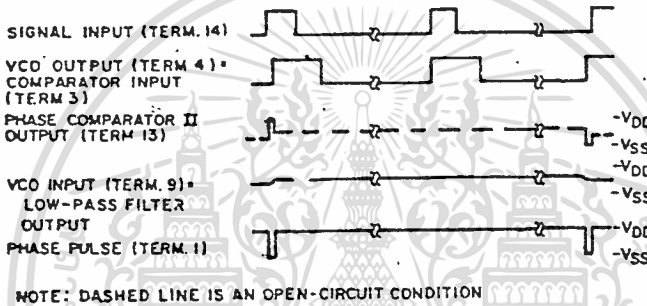 SIGNAL INPUT (TERM. 14)
VCO OUTPUT (TERM 4) =
COMPARATOR INPUT
(TERM 3)
PHASE COMPARATOR II
OUTPUT (TERM 13)
-VDD
-VSS
VCO INPUT (TERM. 9) =
LOW-PASS FILTER
OUTPUT
-VDD
-VSS
PHASE PULSE (TERM. 1)
-VDD
-VSS
NOTE: DASHED LINE IS AN OPEN-CIRCUIT CONDITION